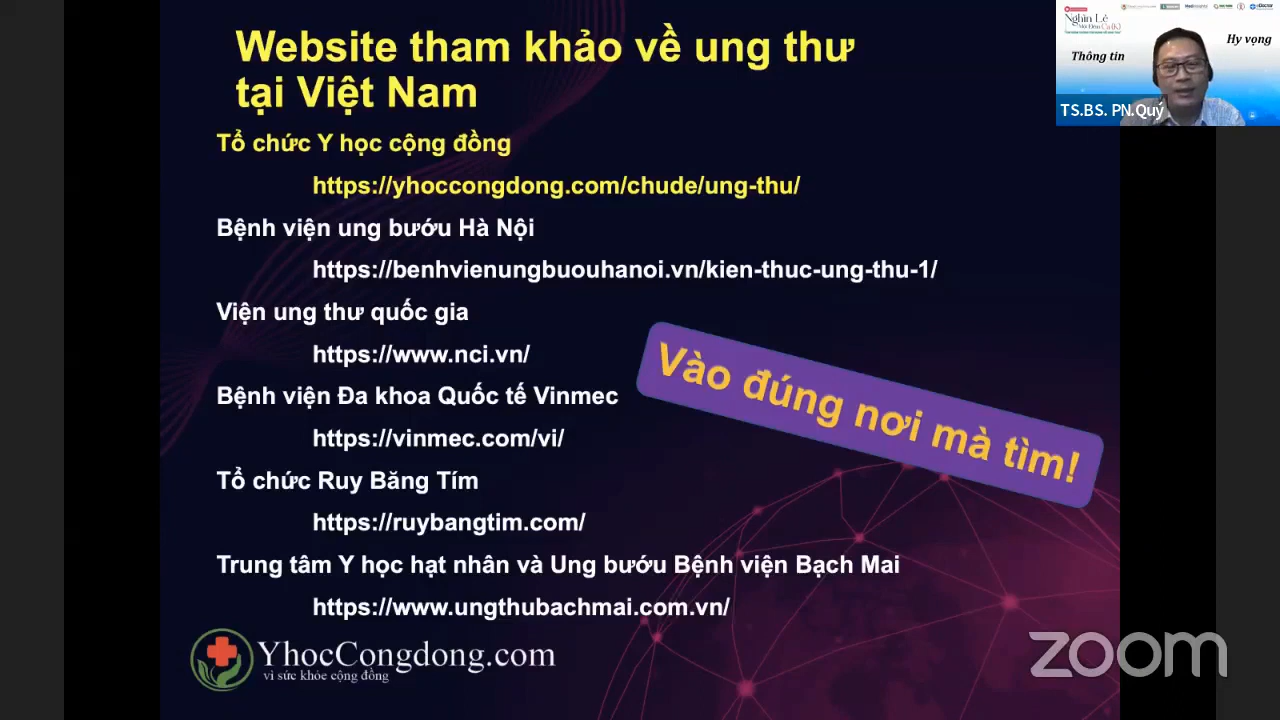 Website tham khảo về ung thư
tại Việt Nam
Tổ chức Y học cộng đồng
https://yhoccongdong.com/chude/ung-thu/
Bệnh viện ung bướu Hà Nội
https://benhvienungbuouhanoi.vn/kien-thuc-ung-thu-1/
Viện ung thư quốc gia
https://www.nci.vn/
Bệnh viện Đa khoa Quốc tế Vinmec
https://vinmec.com/vi/
Tổ chức Ruy Băng Tím
https://ruybangtim.com/
Trung tâm Y học hạt nhân và Ung bướu Bệnh viện Bạch Mai
https://www.ungthubachmai.com.vn/
Vào đúng nơi mà tìm!
YhocCongdong.com
vì sức khỏe cộng đồng
zoom
Nghìn Lẻ
Hy vọng
Thông tin
TS.BS. PN.Quý